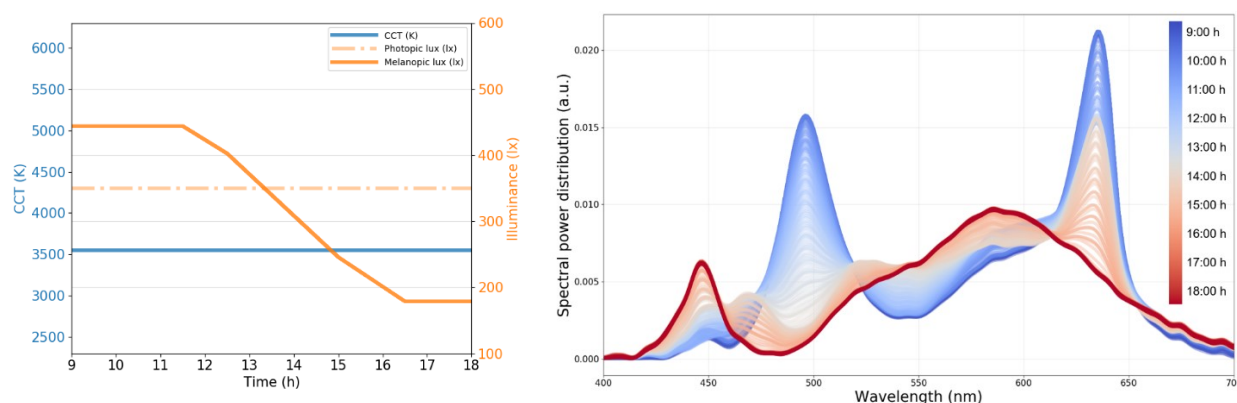 CCT (K)
Photopic lux (lx)
Melanopic lux (lx)
6000
5500
5000
4500
4000
3500
3000
2500
CCT (K)
600
500
400
300
200
100
Illuminance (lx)
9 10 11 12 13 14 15 16 17 18
Time (h)
0.020
0.015
0.010
0.005
0.000
Spectral power distribution (a.u.)
9:00 h
10:00 h
11:00 h
12:00 h
13:00 h
14:00 h
15:00 h
16:00 h
17:00 h
18:00 h
400 450 500 550 600 650 70
Wavelength (nm)